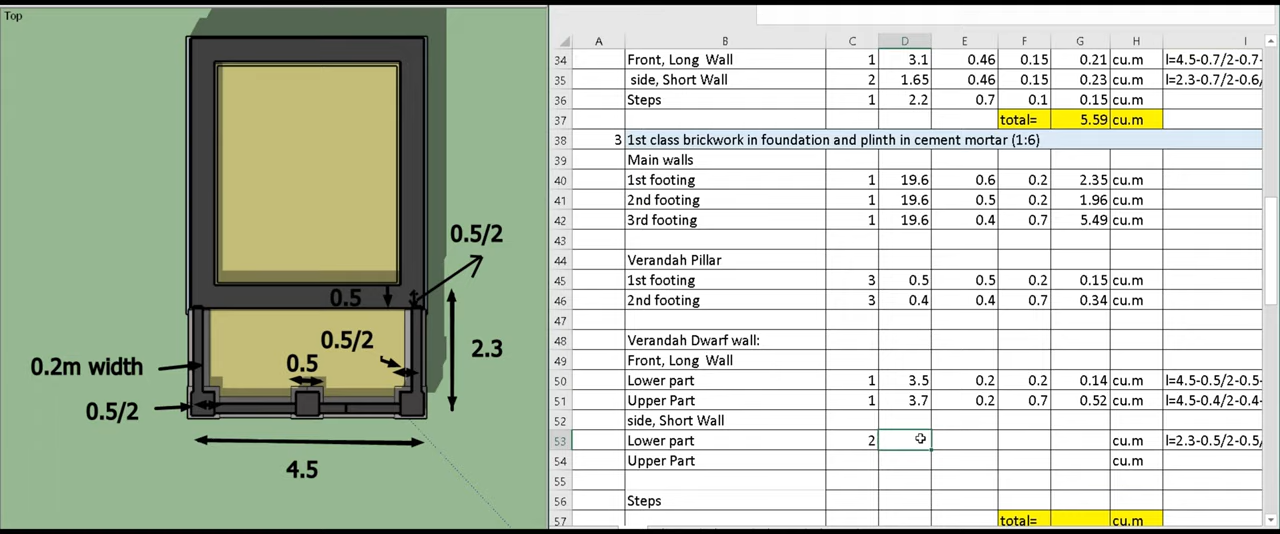 Top
0.5/2
0.5
0.5/2
0.5
2.3
0.2m width
0.5/2
4.5
A B C D E F G H I
34 Front, Long Wall 1 3.1 0.46 0.15 0.21 cu.m l=4.5-0.7/2-0.7-
35 side, Short Wall 2 1.65 0.46 0.15 0.23 cu.m l=2.3-0.7/2-0.6/
36 Steps 1 2.2 0.7 0.1 0.15 cu.m
37 total= 5.59 cu.m
38 3 1st class brickwork in foundation and plinth in cement mortar (1:6)
39 Main walls
40 1st footing 1 19.6 0.6 0.2 2.35 cu.m
41 2nd footing 1 19.6 0.5 0.2 1.96 cu.m
42 3rd footing 1 19.6 0.4 0.7 5.49 cu.m
43
44 Verandah Pillar
45 1st footing 3 0.5 0.5 0.2 0.15 cu.m
46 2nd footing 3 0.4 0.4 0.7 0.34 cu.m
47
48 Verandah Dwarf wall:
49 Front, Long Wall
50 Lower part 1 3.5 0.2 0.2 0.14 cu.m l=4.5-0.5/2-0.5-
51 Upper Part 1 3.7 0.2 0.7 0.52 cu.m l=4.5-0.4/2-0.4-
52 side, Short Wall
53 Lower part 2 cu.m l=2.3-0.5/2-0.5/
54 Upper Part cu.m
55
56 Steps
57 total= cu.m